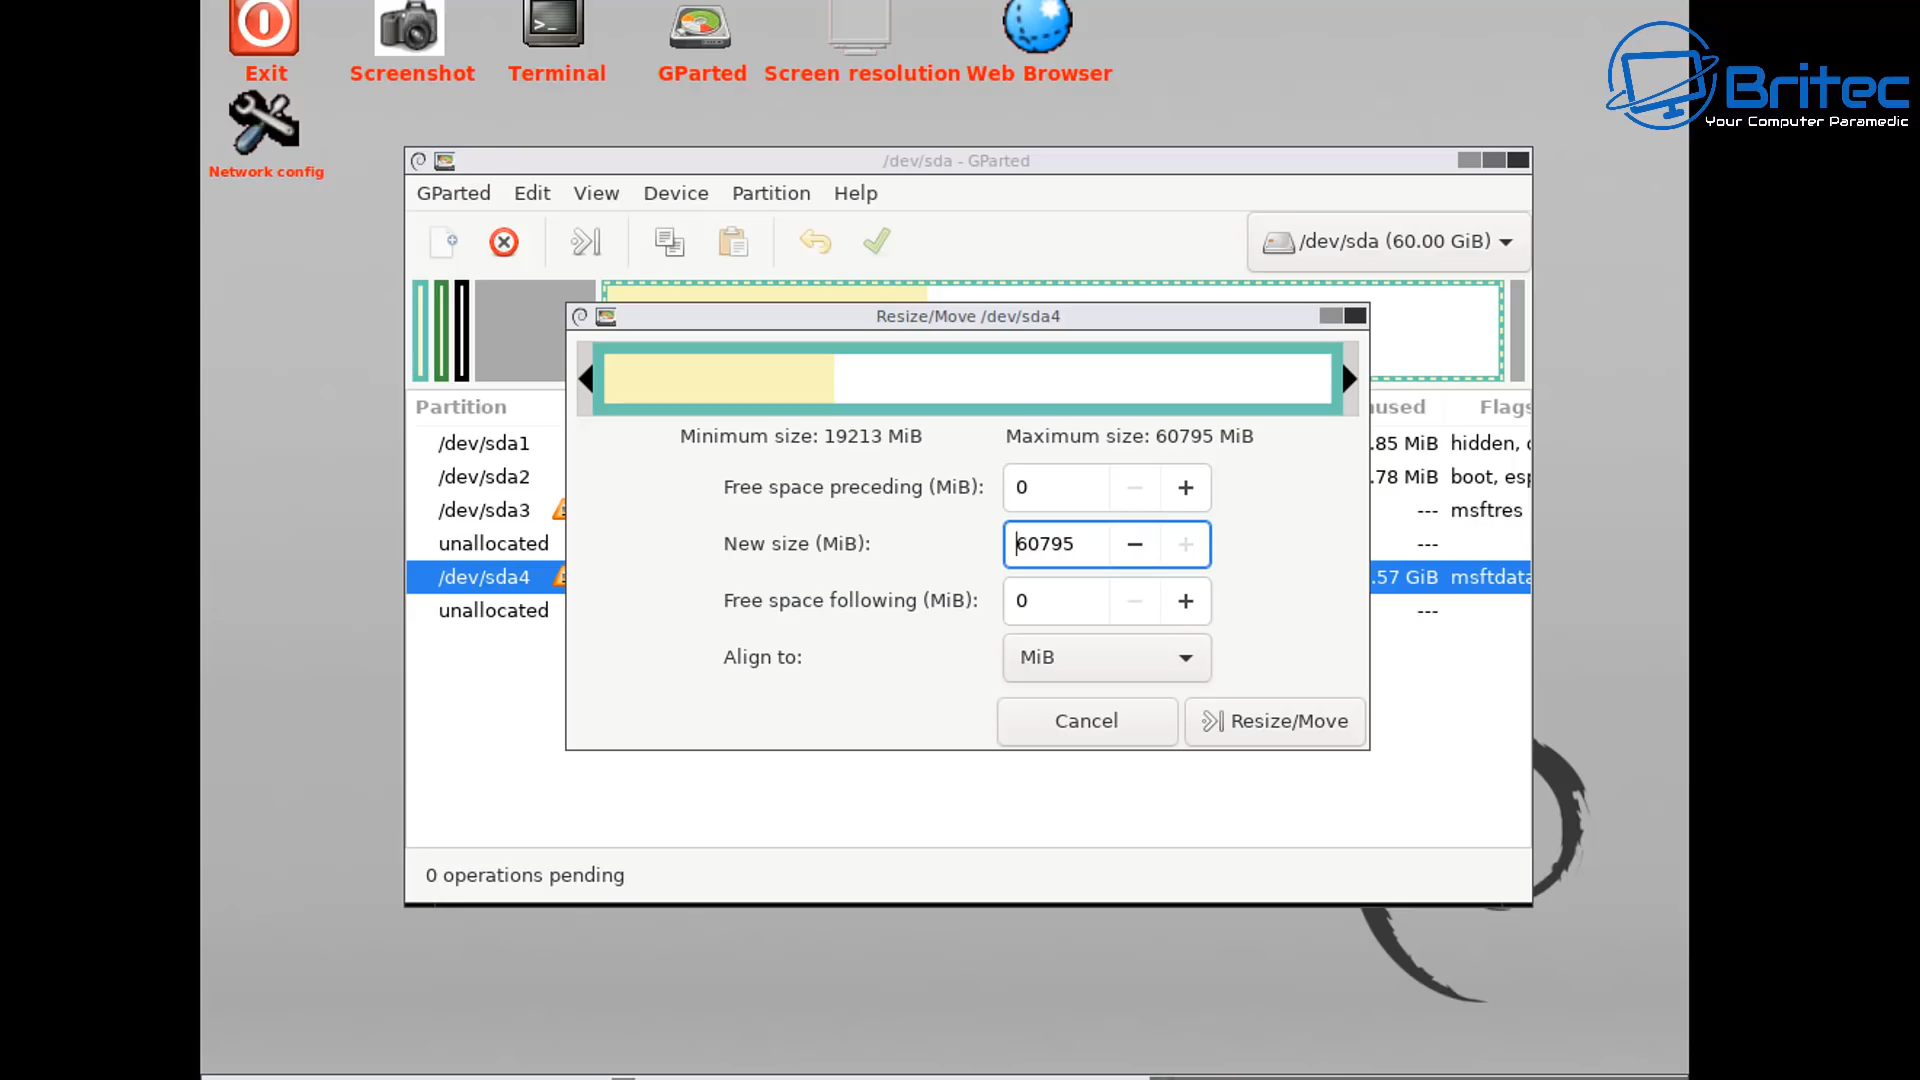 Exit
Screenshot
Terminal
GParted
Screen resolution
Web Browser
Network config
Britec
Your Computer Paramedic
/dev/sda - GParted
GParted Edit View Device Partition Help
/dev/sda (60.00 GiB)
Resize/Move /dev/sda4
Minimum size: 19213 MiB
Maximum size: 60795 MiB
Free space preceding (MiB): 0
New size (MiB): 60795
Free space following (MiB): 0
Align to: MiB
Cancel
Resize/Move
Partition used Flags
/dev/sda1 .85 MiB hidden,
/dev/sda2 .78 MiB boot, esp
/dev/sda3 --- msftres
unallocated ---
/dev/sda4 .57 GiB msftdata
unallocated ---
0 operations pending